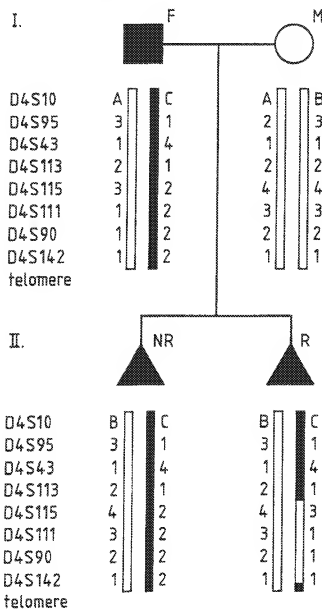 I. F M
D4S10 A C A B
D4S95 3 1 2 3
D4S43 1 4 1 1
D4S113 2 1 2 2
D4S115 3 2 4 4
D4S111 1 2 3 3
D4S90 1 2 2 2
D4S142 1 2 1 1
telomere
II. NR R
D4S10 B C B C
D4S95 3 1 3 1
D4S43 1 4 1 4
D4S113 2 1 2 1
D4S115 4 2 4 3
D4S111 3 2 3 1
D4S90 2 2 2 1
D4S142 1 2 1 1
telomere